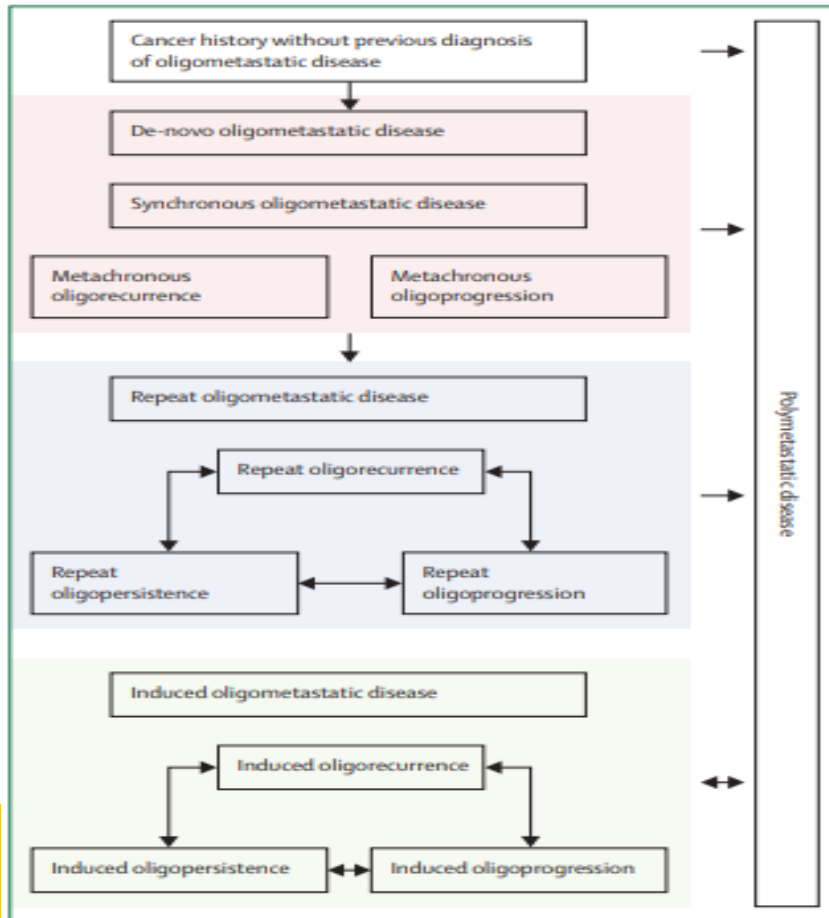 Cancer history without previous diagnosis
of oligometastatic disease
De-novo oligometastatic disease
Synchronous oligometastatic disease
Metachronous
oligorecurrence
Metachronous
oligoprogression
Repeat oligometastatic disease
Repeat oligorecurrence
Repeat
oligopersistence
Repeat
oligoprogression
Induced oligometastatic disease
Induced oligorecurrence
Induced oligopersistence
Induced oligoprogression
Polymetastatic disease